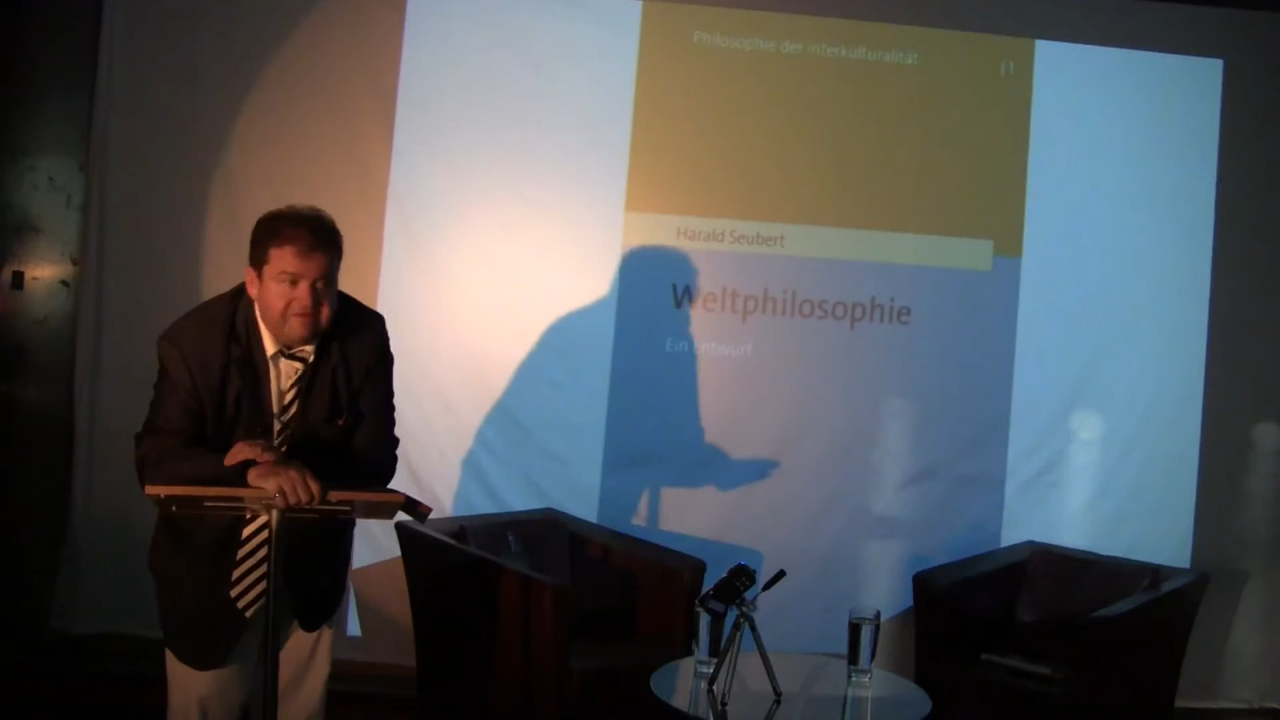 Philosophie der Interkulturalität
|1
Harald Seubert
Weltphilosophie
Ein Entwurf